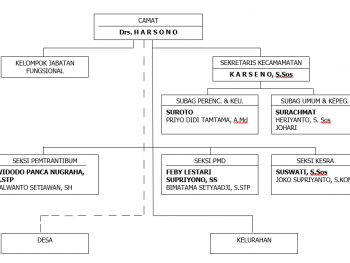 CAMAT
Drs. H A R S O N O
KELOMPOK JABATAN
FUNGSIONAL
SEKRETARIS KECAMAMATAN
K A R S E N O, S.Sos
SUBAG PERENC. & KEU.
SUROTO
PRIYO DIDI TAMTAMA, A.Md
SUBAG UMUM & KEPEG.
SURACHMAT
HERIYANTO, S. Sos
JOHARI
SEKSI PEMTRANTIBUM
WIDODO PANCA NUGRAHA,
S.STP
ALWANTO SETIAWAN, SH
SEKSI PMD
FEBY LESTARI
SUPRIYONO, SS
BIMATAMA SETYAADJI, S.STP
SEKSI KESRA
SUSWATI, S.Sos
JOKO SUPRIYANTO, S.KOM
DESA
KELURAHAN